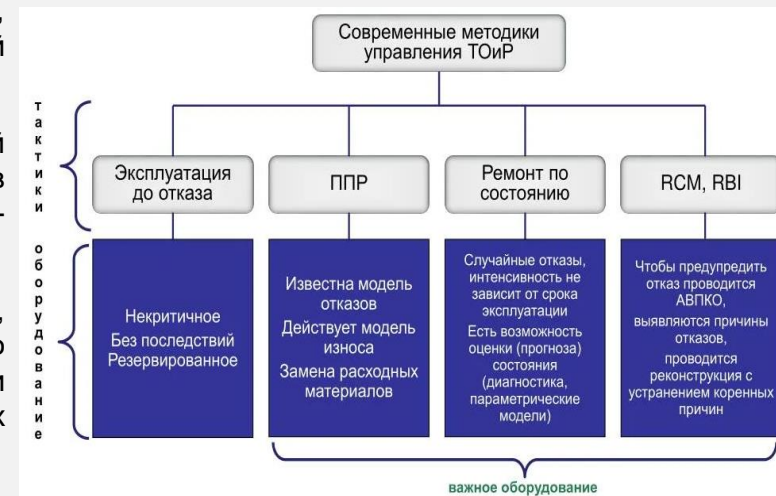 Современные методики
управления ТОиР
тактики
Эксплуатация
до отказа
ППР
Ремонт по
состоянию
RCM, RBI
оборудование
Некритичное
Без последствий
Резервированное
Известна модель
отказов
Действует модель
износа
Замена расходных
материалов
Случайные отказы,
интенсивность не
зависит от срока
эксплуатации
Есть возможность
оценки (прогноза)
состояния
(диагностика,
параметрические
модели)
Чтобы предупредить
отказ проводится
АВПКО,
выявляются причины
отказов,
проводится
реконструкция с
устранением коренных
причин
важное оборудование